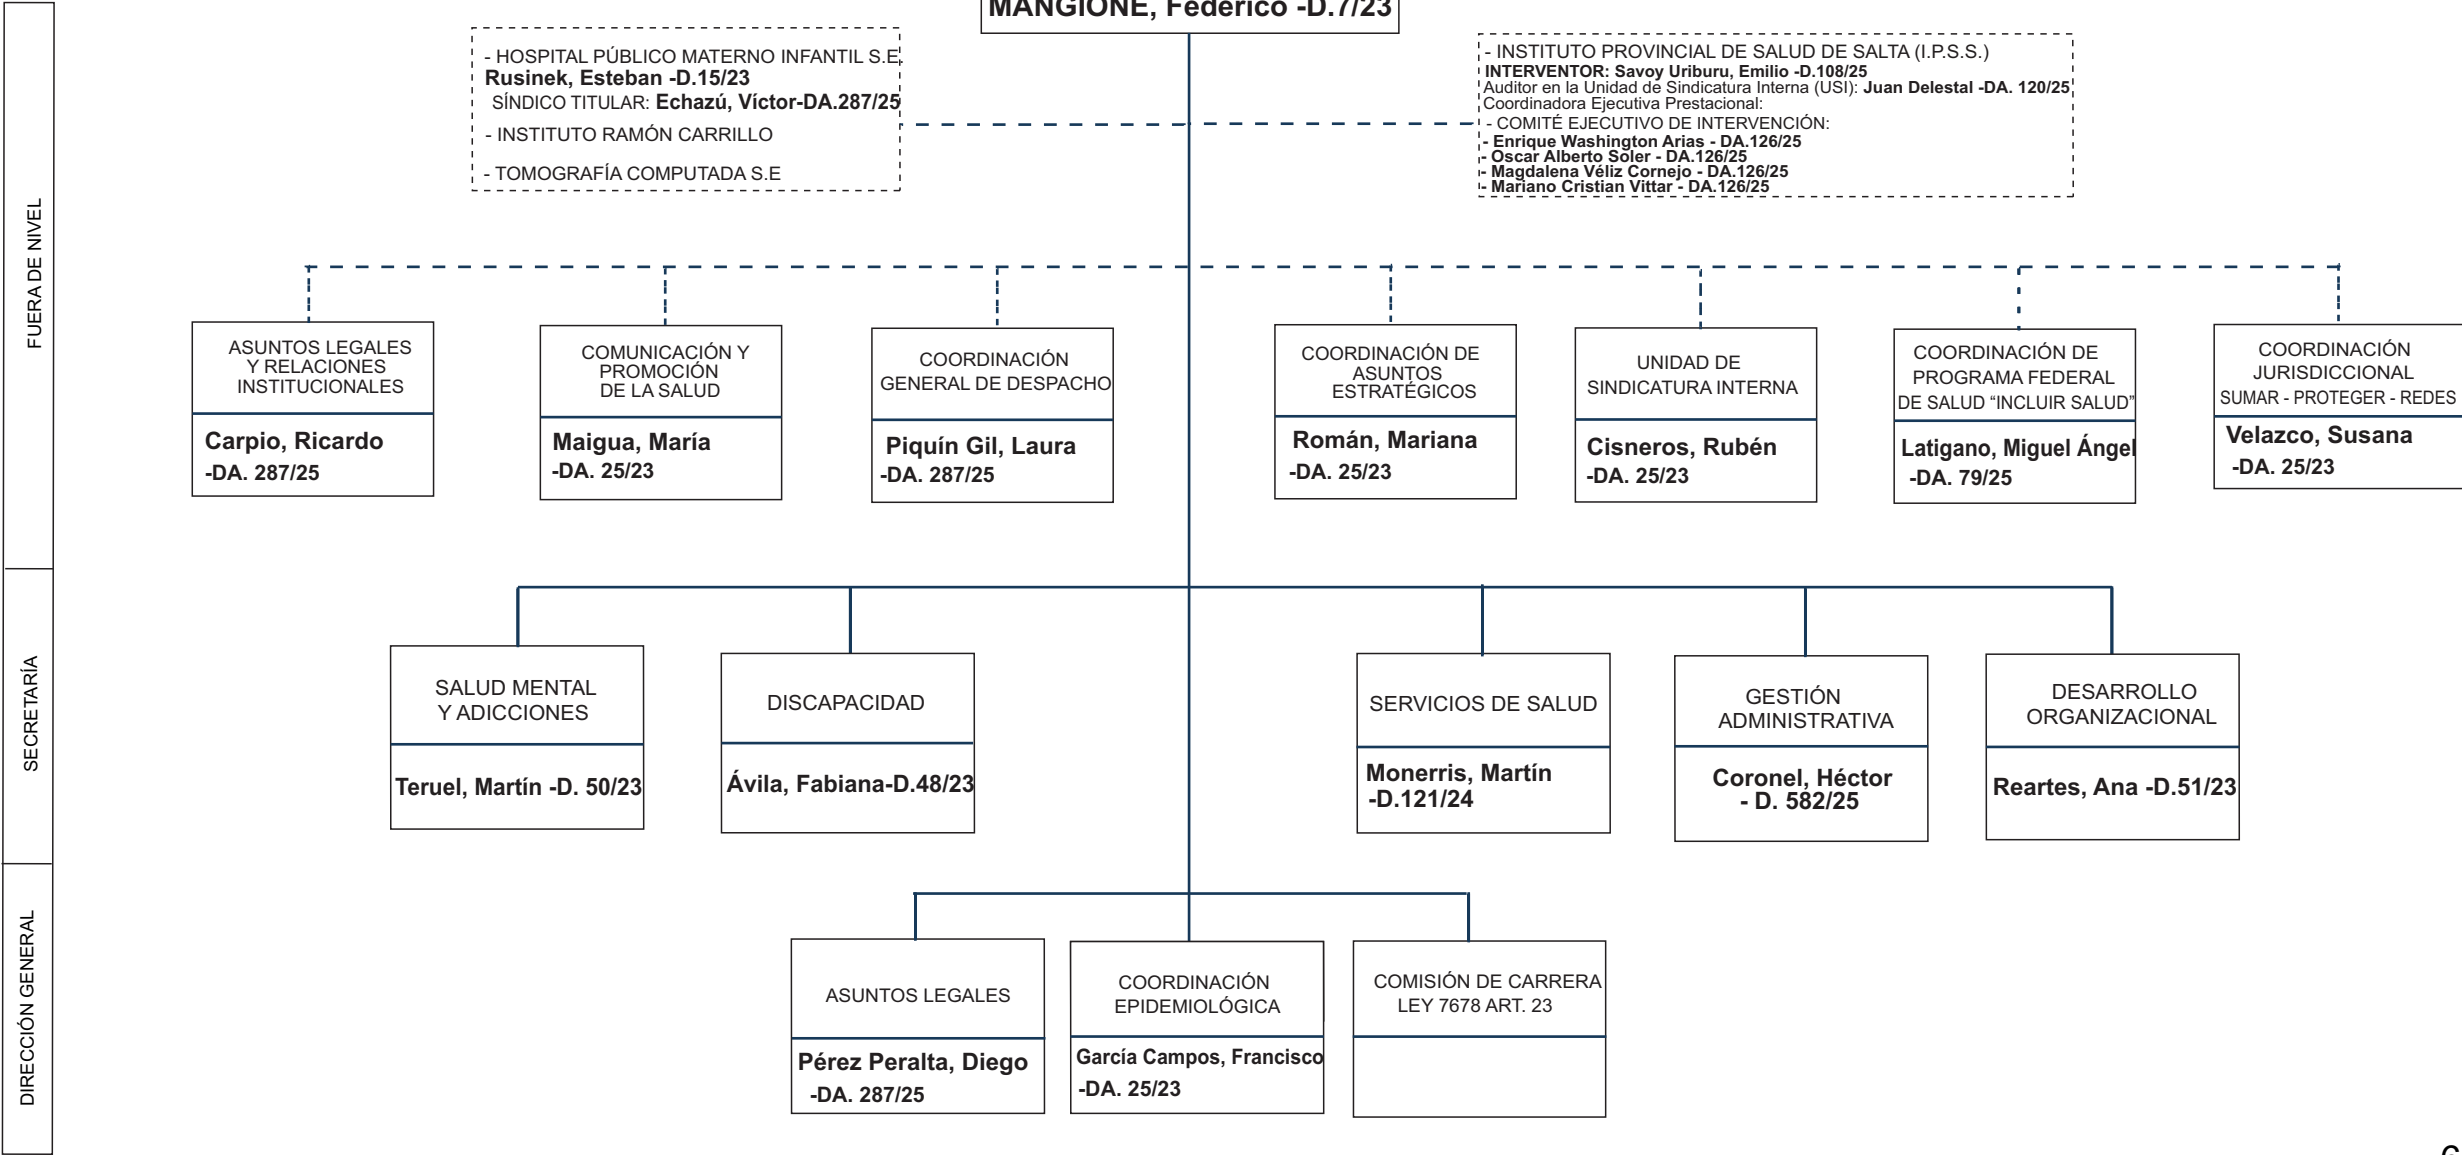 MANGIONE, Federico -D.7/23
- HOSPITAL PÚBLICO MATERNO INFANTIL S.E.
Rusinek, Esteban -D.15/23
SÍNDICO TITULAR: Echazú, Víctor-DA.287/25
- INSTITUTO RAMÓN CARRILLO
- TOMOGRAFÍA COMPUTADA S.E
- INSTITUTO PROVINCIAL DE SALUD DE SALTA (I.P.S.S.)
INTERVENTOR: Savoy Uriburu, Emilio -D.108/25
Auditor en la Unidad de Sindicatura Interna (USI): Juan Delestal -DA. 120/25
Coordinadora Ejecutiva Prestacional:
- COMITÉ EJECUTIVO DE INTERVENCIÓN:
- Enrique Washington Arias - DA.126/25
- Oscar Alberto Soler - DA.126/25
- Magdalena Véliz Cornejo - DA.126/25
- Mariano Cristian Vittar - DA.126/25
FUERA DE NIVEL
ASUNTOS LEGALES
Y RELACIONES
INSTITUCIONALES
Carpio, Ricardo
-DA. 287/25
COMUNICACIÓN Y
PROMOCIÓN
DE LA SALUD
Maigua, María
-DA. 25/23
COORDINACIÓN
GENERAL DE DESPACHO
Piquín Gil, Laura
-DA. 287/25
COORDINACIÓN DE
ASUNTOS
ESTRATÉGICOS
Román, Mariana
-DA. 25/23
UNIDAD DE
SINDICATURA INTERNA
Cisneros, Rubén
-DA. 25/23
COORDINACIÓN DE
PROGRAMA FEDERAL
DE SALUD “INCLUIR SALUD”
Latigano, Miguel Ángel
-DA. 79/25
COORDINACIÓN
JURISDICCIONAL
SUMAR - PROTEGER - REDES
Velazco, Susana
-DA. 25/23
SECRETARÍA
SALUD MENTAL
Y ADICCIONES
Teruel, Martín -D. 50/23
DISCAPACIDAD
Ávila, Fabiana-D.48/23
SERVICIOS DE SALUD
Monerris, Martín
-D.121/24
GESTIÓN
ADMINISTRATIVA
Coronel, Héctor
- D. 582/25
DESARROLLO
ORGANIZACIONAL
Reartes, Ana -D.51/23
DIRECCIÓN GENERAL
ASUNTOS LEGALES
Pérez Peralta, Diego
-DA. 287/25
COORDINACIÓN
EPIDEMIOLÓGICA
García Campos, Francisco
-DA. 25/23
COMISIÓN DE CARRERA
LEY 7678 ART. 23